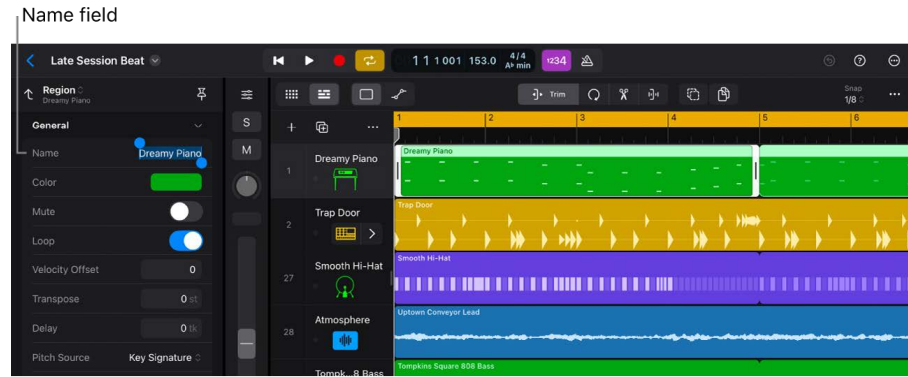 Name field
Late Session Beat
1 1 1 001 153.0 4/4 A♭ min 1234
Region
Dreamy Piano
Trim
Snap
1/8
General
S
1 2 3 4 5 6
Name Dreamy Piano
M
Color
1 Dreamy Piano
Dreamy Piano
Mute
2 Trap Door
Trap Door
Loop
Velocity Offset 0
27 Smooth Hi-Hat
Smooth Hi-Hat
Transpose 0 st
Delay 0 tk
28 Atmosphere
Uptown Conveyor Lead
Pitch Source Key Signature
Tompk...8 Bass
Tompkins Square 808 Bass